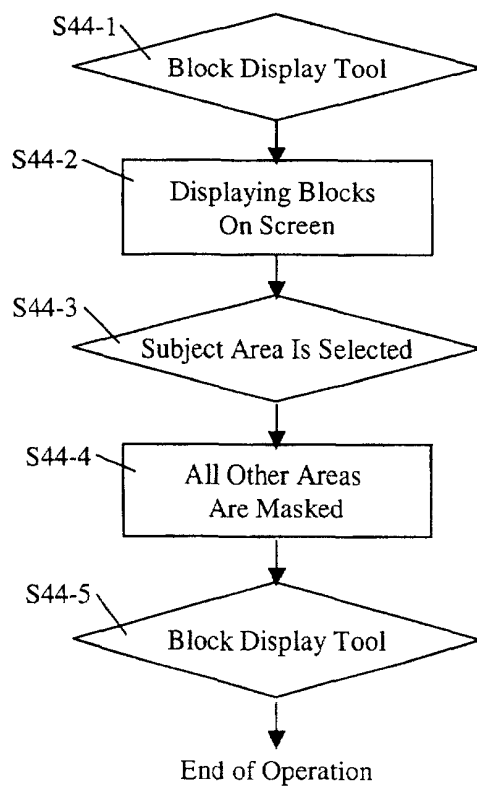 S44-1
Block Display Tool
S44-2
Displaying Blocks
On Screen
S44-3
Subject Area Is Selected
S44-4
All Other Areas
Are Masked
S44-5
Block Display Tool
End of Operation